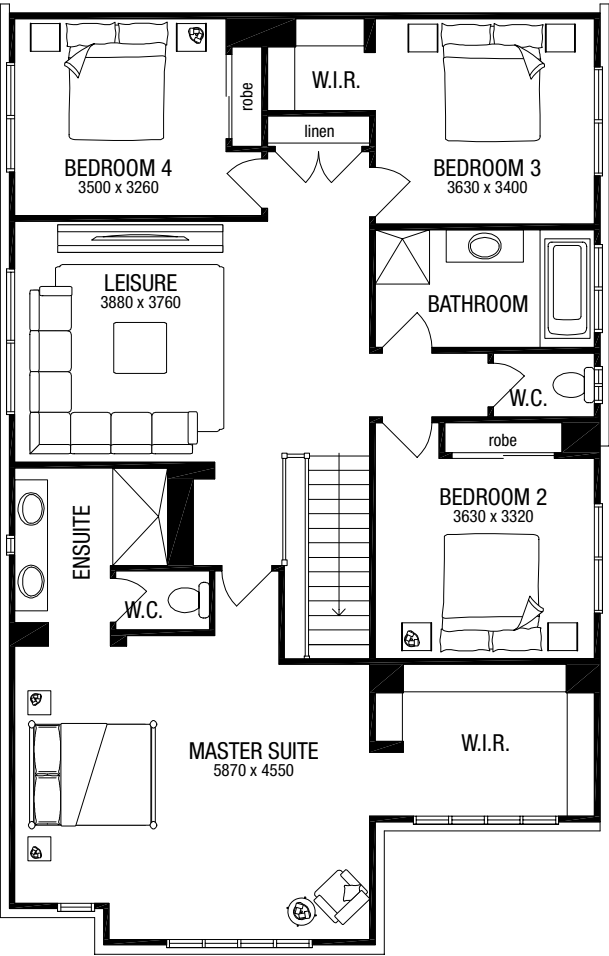 W.I.R.
robe
linen
BEDROOM 4
3500 x 3260
BEDROOM 3
3630 x 3400
LEISURE
3880 x 3760
BATHROOM
W.C.
robe
BEDROOM 2
3630 x 3320
ENSUITE
W.C.
MASTER SUITE
5870 x 4550
W.I.R.